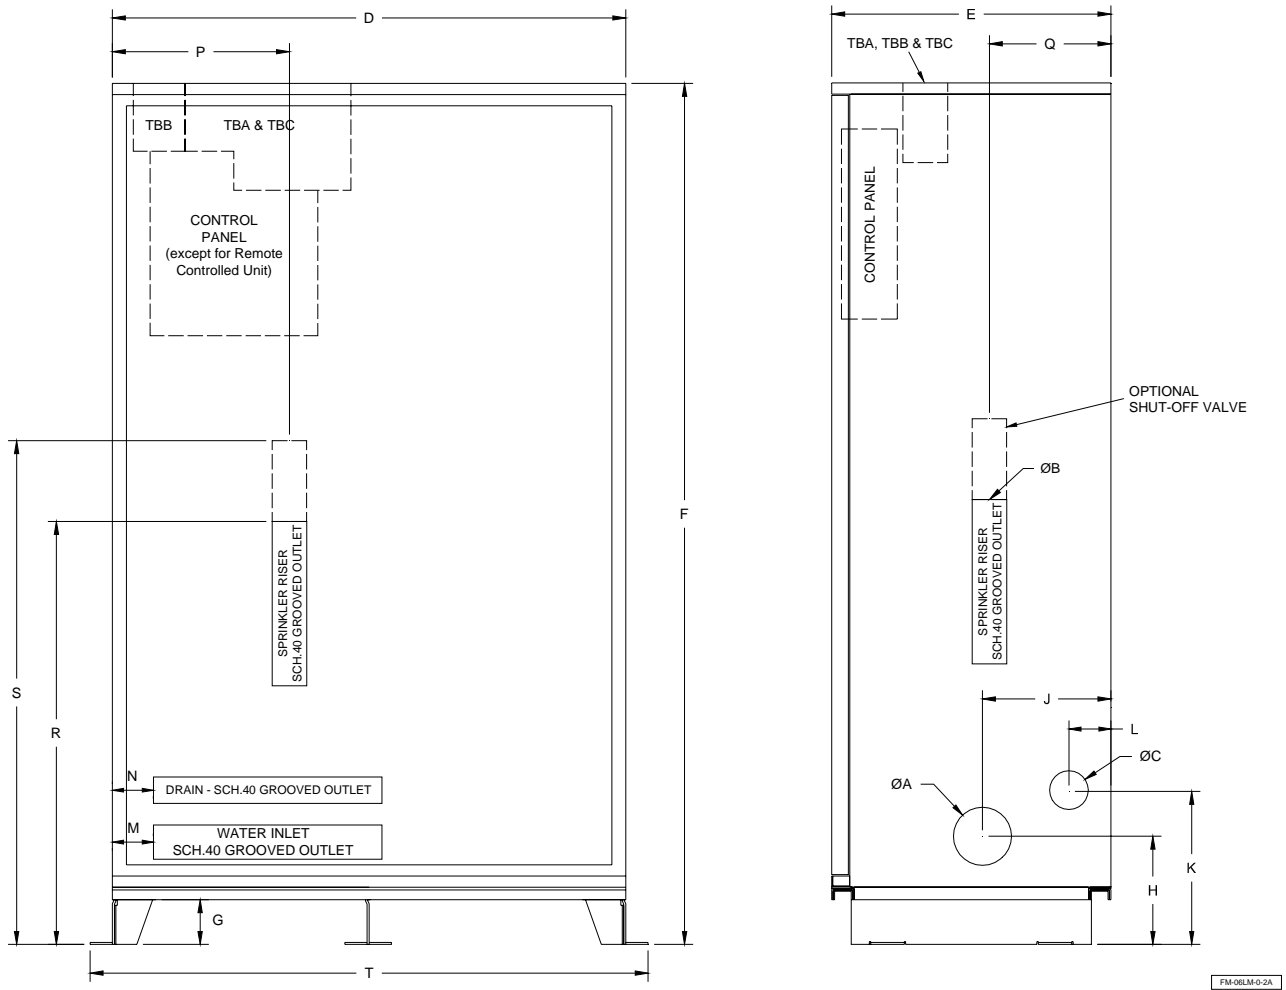 D
P
E
Q
TBA, TBB & TBC
TBB
TBA & TBC
CONTROL
PANEL
(except for Remote
Controlled Unit)
CONTROL PANEL
OPTIONAL
SHUT-OFF VALVE
ØB
F
SPRINKLER RISER
SCH.40 GROOVED OUTLET
SPRINKLER RISER
SCH.40 GROOVED OUTLET
S
R
J
L
N
DRAIN - SCH.40 GROOVED OUTLET
M
WATER INLET
SCH.40 GROOVED OUTLET
ØC
ØA
K
H
G
T
FM-06LM-0-2A